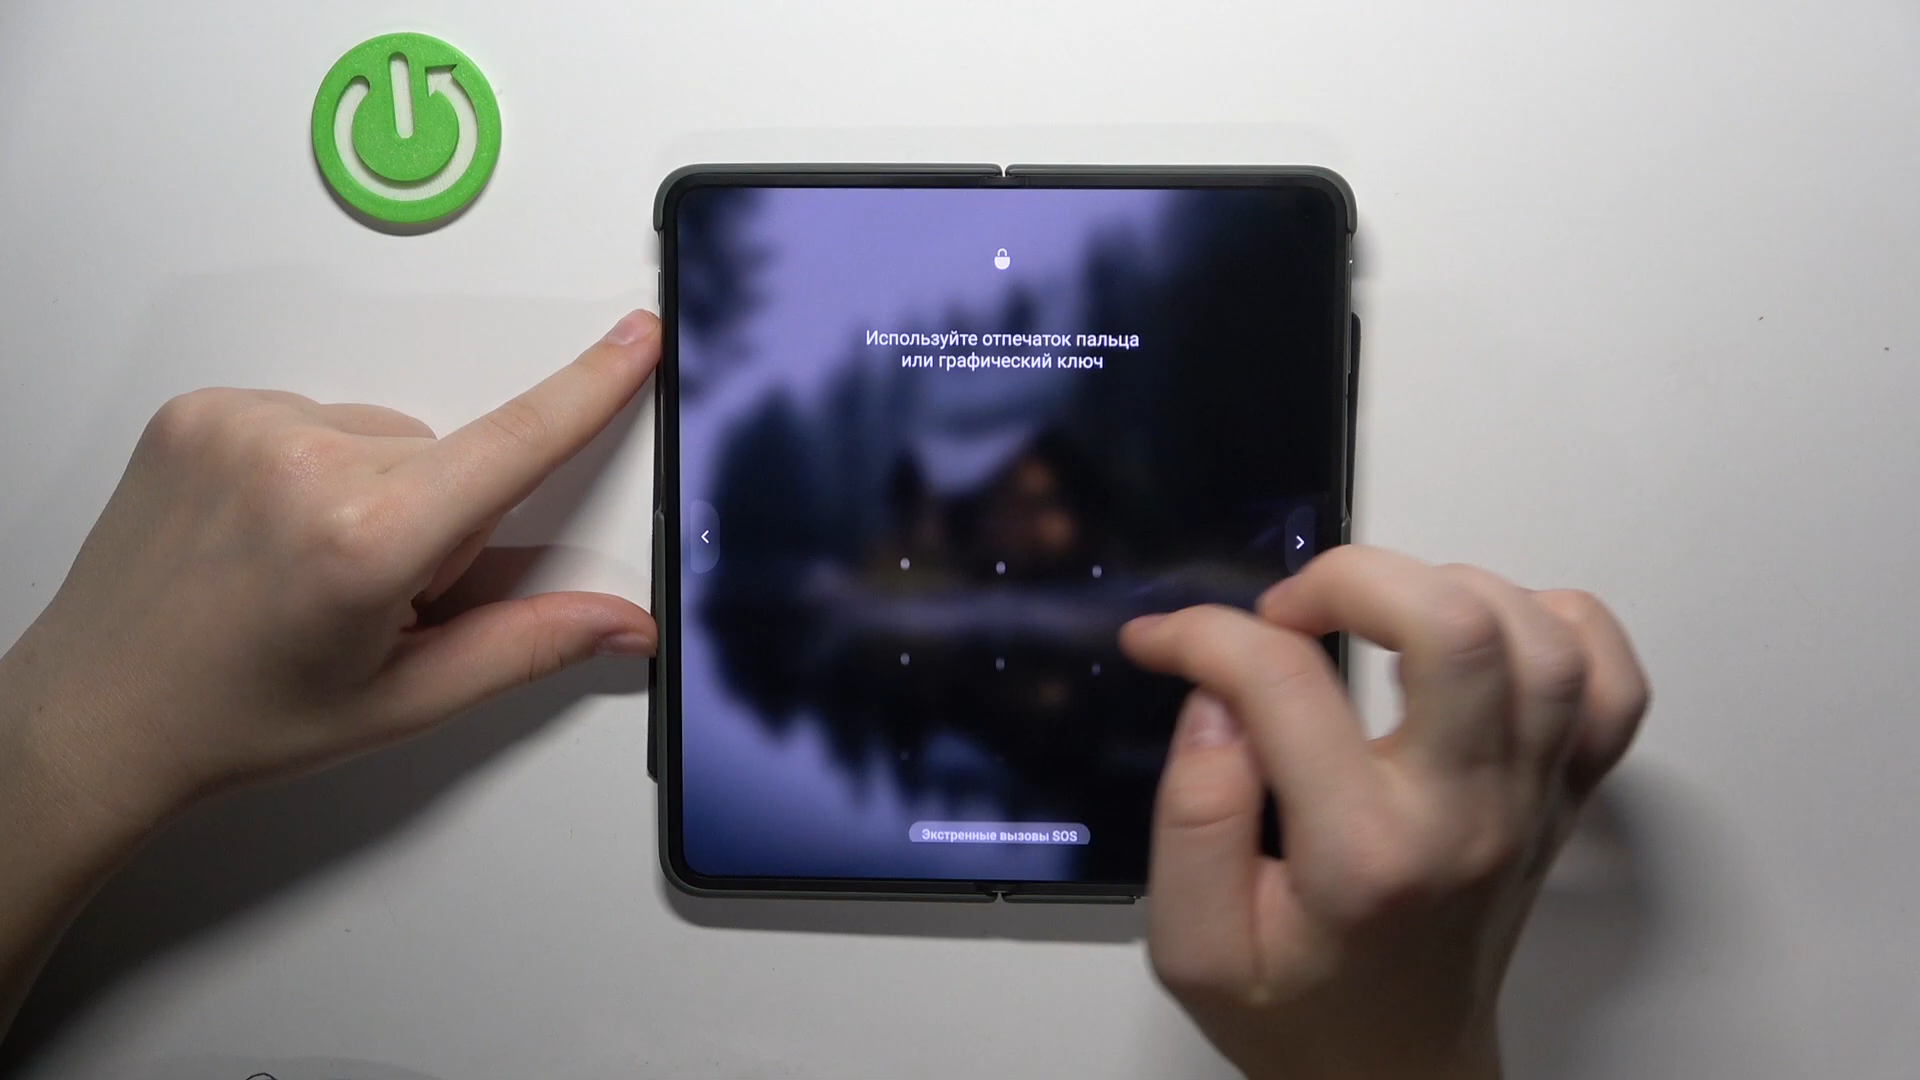 Используйте отпечаток пальца
или графический ключ
Экстренные вызовы SOS